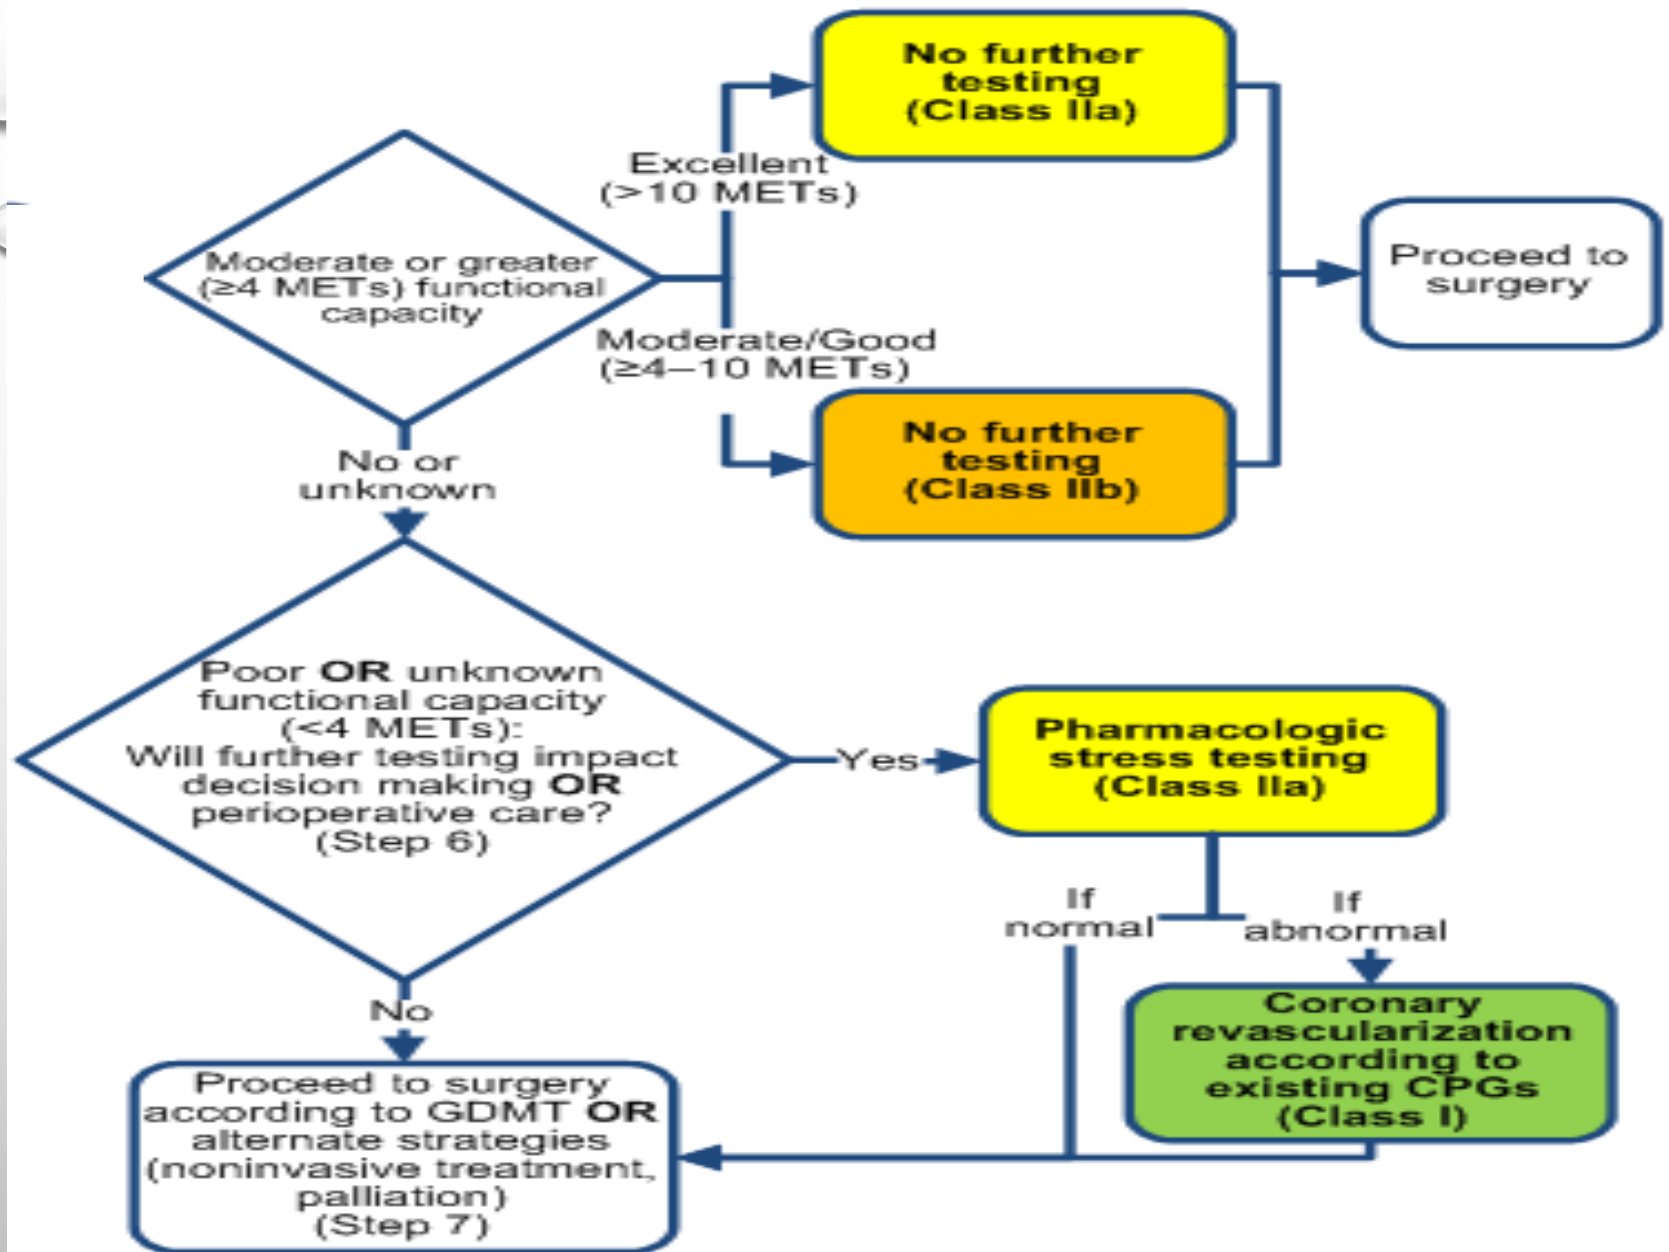 No further
testing
(Class IIa)
Excellent
(>10 METs)
Moderate or greater
(≥4 METs) functional
capacity
Proceed to
surgery
Moderate/Good
(≥4–10 METs)
No further
testing
(Class IIb)
No or
unknown
Poor OR unknown
functional capacity
(<4 METs):
Will further testing impact
decision making OR
perioperative care?
(Step 6)
Yes
Pharmacologic
stress testing
(Class IIa)
If
normal
If
abnormal
No
Coronary
revascularization
according to
existing CPGs
(Class I)
Proceed to surgery
according to GDMT OR
alternate strategies
(noninvasive treatment,
palliation)
(Step 7)